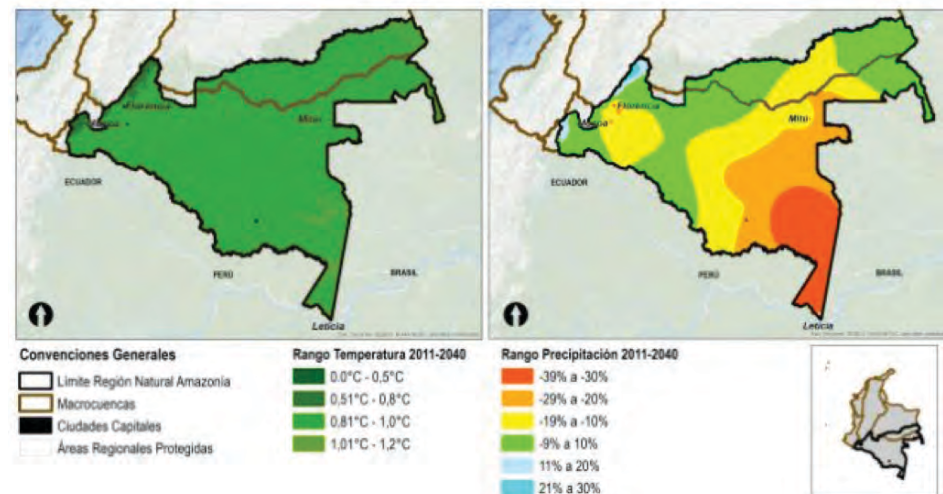 Florencia
Mocoa
Mitú
ECUADOR
PERÚ
BRASIL
Leticia
Florencia
Mocoa
Mitú
ECUADOR
PERÚ
BRASIL
Leticia
Convenciones Generales
Límite Región Natural Amazonía
Macrocuencas
Ciudades Capitales
Áreas Regionales Protegidas
Rango Temperatura 2011-2040
0.0°C - 0,5°C
0,51°C - 0,8°C
0,81°C - 1,0°C
1,01°C - 1,2°C
Rango Precipitación 2011-2040
-39% a -30%
-29% a -20%
-19% a -10%
-9% a 10%
11% a 20%
21% a 30%